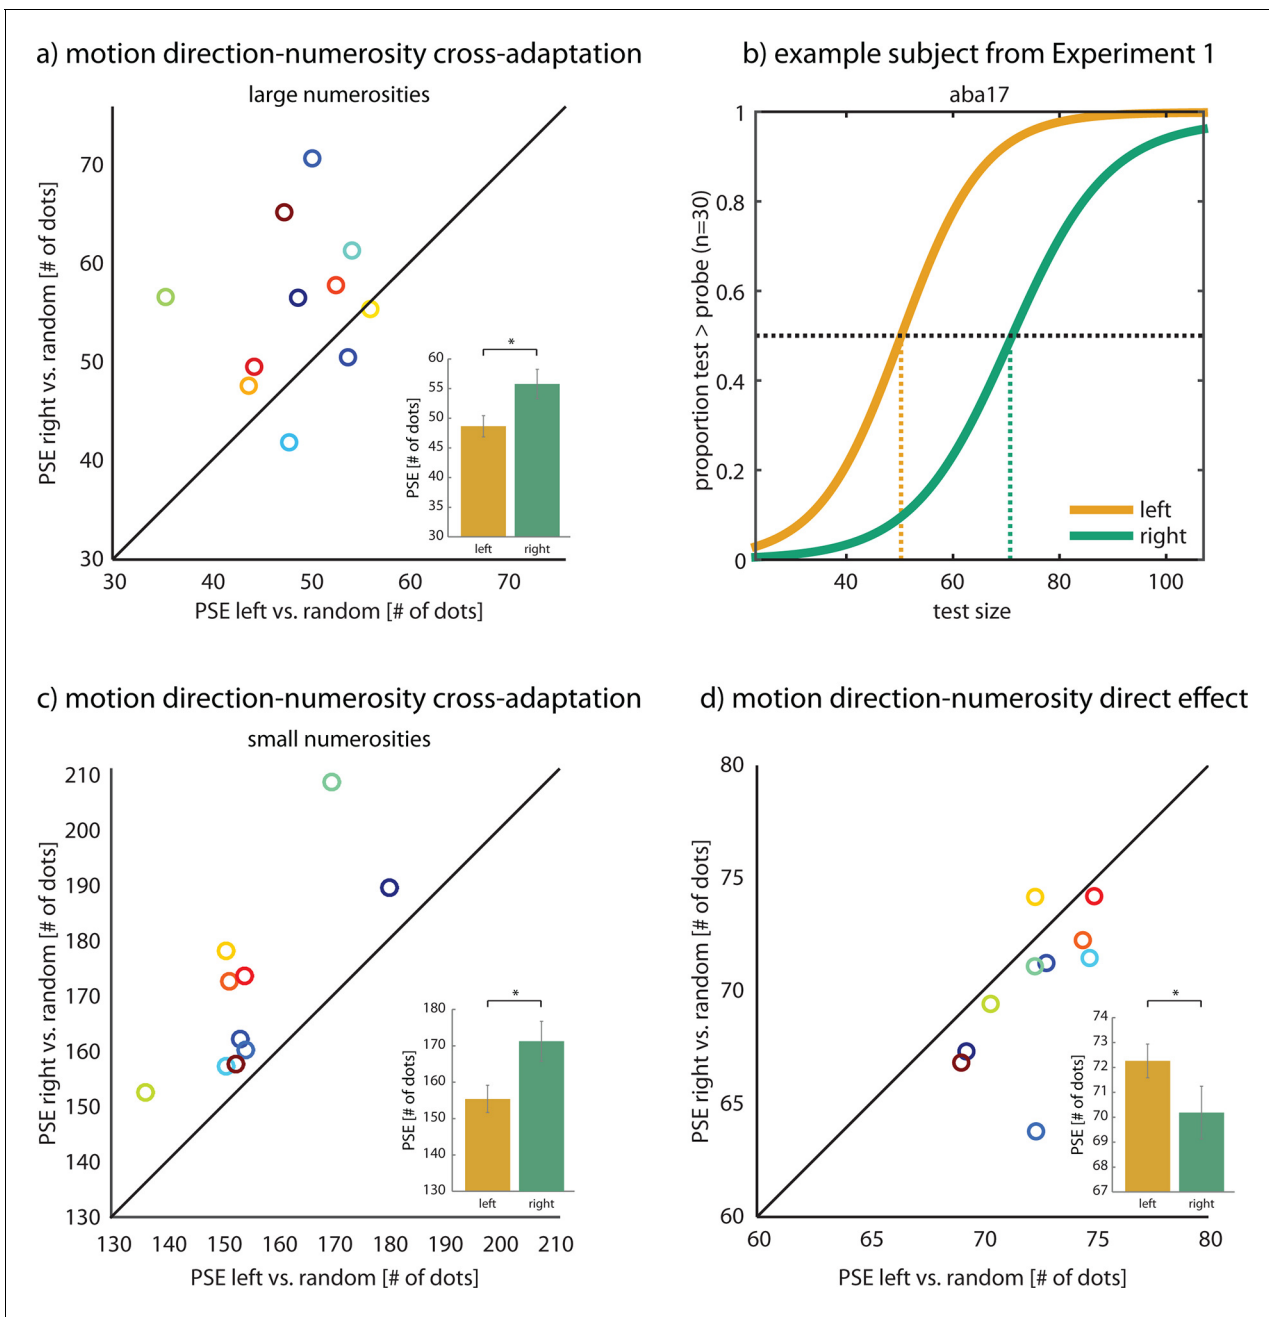 a) motion direction-numerosity cross-adaptation
large numerosities
PSE right vs. random [# of dots]
70
60
50
40
30
30 40 50 60 70
PSE left vs. random [# of dots]
*
PSE [# of dots]
60
55
50
45
40
35
30
left right
b) example subject from Experiment 1
aba17
proportion test > probe (n=30)
1
0.8
0.6
0.4
0.2
0
40 60 80 100
test size
left
right
c) motion direction-numerosity cross-adaptation
small numerosities
PSE right vs. random [# of dots]
210
200
190
180
170
160
150
140
130
130 140 150 160 170 180 190 200 210
PSE left vs. random [# of dots]
*
PSE [# of dots]
180
170
160
150
140
130
left right
d) motion direction-numerosity direct effect
PSE right vs. random [# of dots]
80
75
70
65
60
60 65 70 75 80
PSE left vs. random [# of dots]
*
PSE [# of dots]
74
73
72
71
70
69
68
67
left right